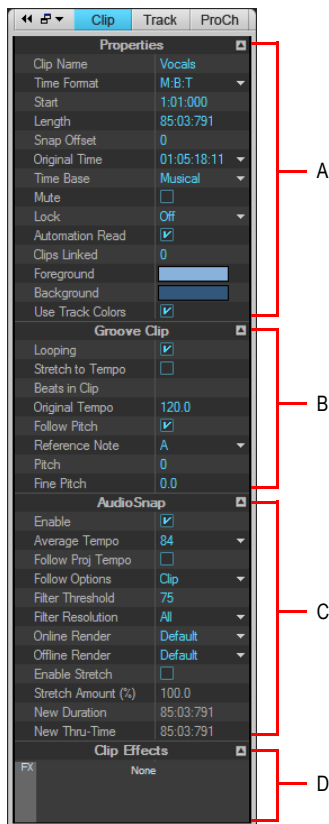 Clip Track ProCh
Properties
Clip Name Vocals
Time Format M:B:T
Start 1:01:000
Length 85:03:791
Snap Offset 0
Original Time 01:05:18:11
Time Base Musical
Mute
Lock Off
Automation Read
Clips Linked 0
Foreground
Background
Use Track Colors
A
Groove Clip
Looping
Stretch to Tempo
Beats in Clip
Original Tempo 120.0
Follow Pitch
Reference Note A
Pitch 0
Fine Pitch 0.0
B
AudioSnap
Enable
Average Tempo 84
Follow Proj Tempo
Follow Options Clip
Filter Threshold 75
Filter Resolution All
Online Render Default
Offline Render Default
Enable Stretch
Stretch Amount (%) 100.0
New Duration 85:03:791
New Thru-Time 85:03:791
C
Clip Effects
FX None
D